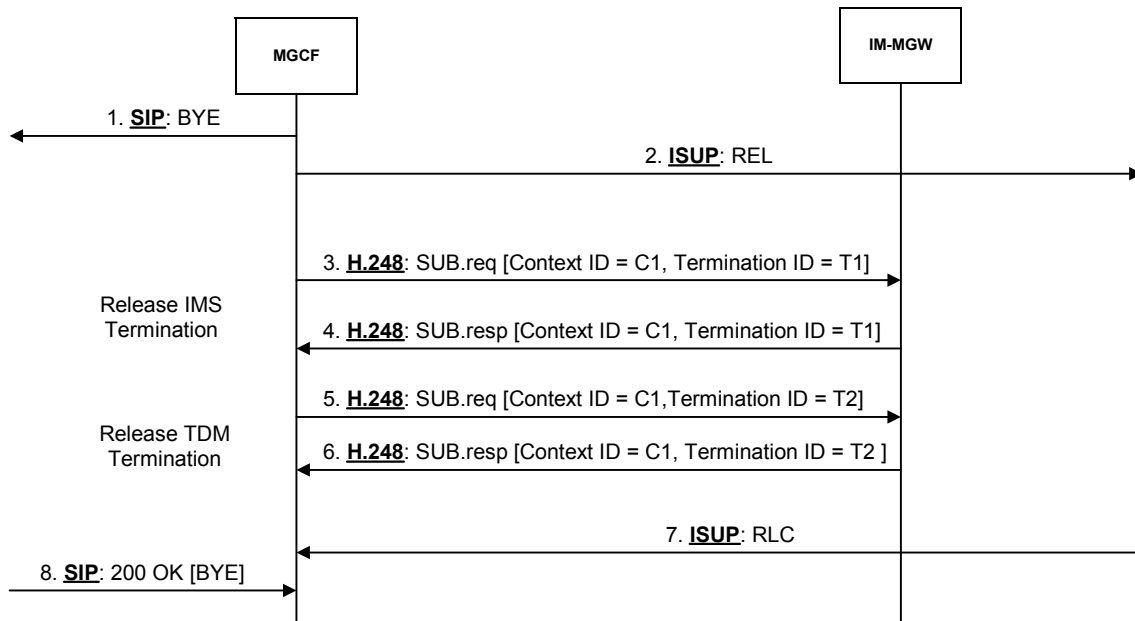 MGCF
IM-MGW
1. SIP: BYE
2. ISUP: REL
3. H.248: SUB.req [Context ID = C1, Termination ID = T1]
Release IMS
Termination
4. H.248: SUB.resp [Context ID = C1, Termination ID = T1]
5. H.248: SUB.req [Context ID = C1,Termination ID = T2]
Release TDM
Termination
6. H.248: SUB.resp [Context ID = C1, Termination ID = T2 ]
7. ISUP: RLC
8. SIP: 200 OK [BYE]